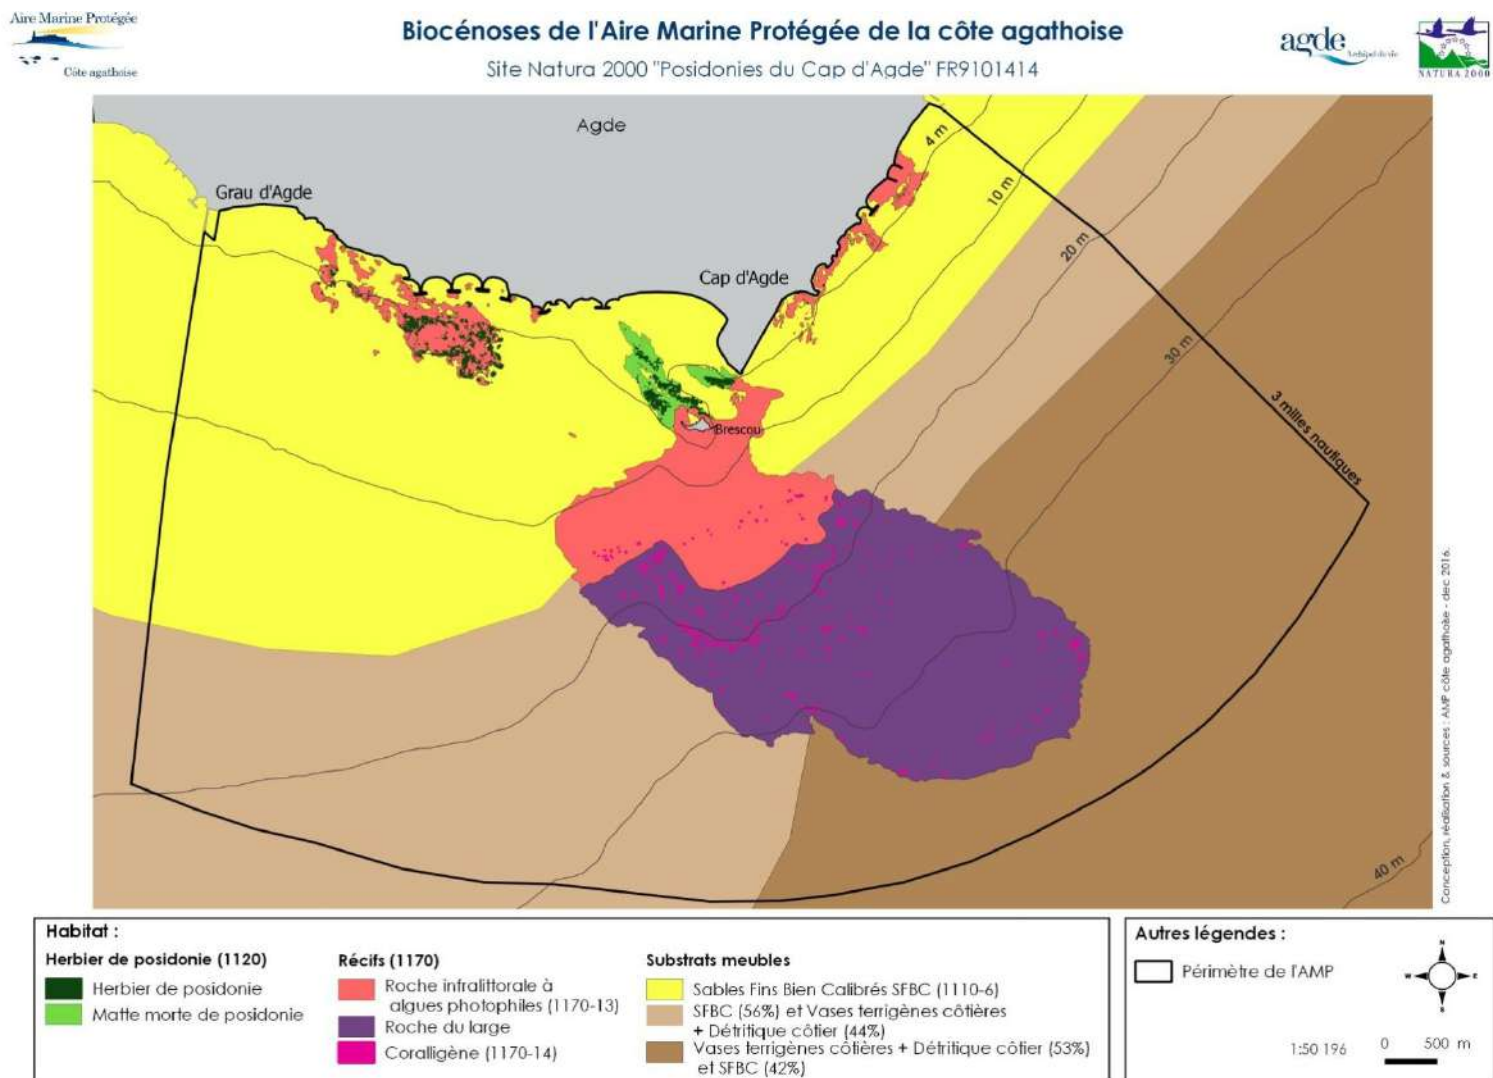 Aire Marine Protégée
Côte agathoise
Biocénoses de l'Aire Marine Protégée de la côte agathoise
Site Natura 2000 "Posidonies du Cap d'Agde" FR9101414
agde
Archipel de vie
NATURA 2000
Agde
Grau d'Agde
Cap d'Agde
Brescou
4 m
10 m
20 m
30 m
3 milles nautiques
40 m
Conception, réalisation & sources : AMP côte agathoise - dec 2016.
Habitat :
Herbier de posidonie (1120)
Herbier de posidonie
Matte morte de posidonie
Récifs (1170)
Roche infralittorale à
algues photophiles (1170-13)
Roche du large
Coralligène (1170-14)
Substrats meubles
Sables Fins Bien Calibrés SFBC (1110-6)
SFBC (56%) et Vases terrigènes côtières
+ Détritique côtier (44%)
Vases terrigènes côtières + Détritique côtier (53%)
et SFBC (42%)
Autres légendes :
Périmètre de l'AMP
N
W
E
S
1:50 196
0 500 m